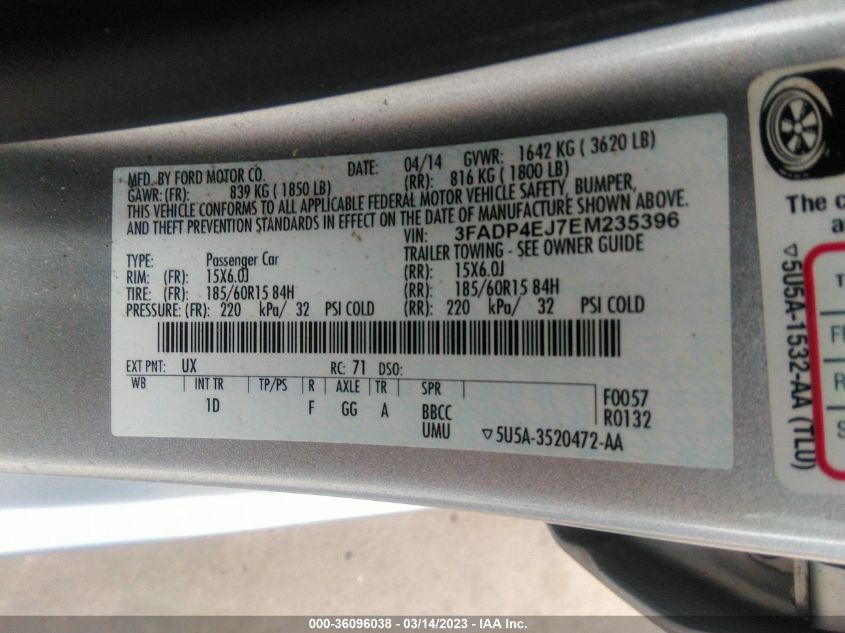 MFD. BY FORD MOTOR CO. DATE: 04/14 GVWR: 1642 KG ( 3620 LB)
GAWR: (FR): 839 KG ( 1850 LB) (RR): 816 KG ( 1800 LB)
THIS VEHICLE CONFORMS TO ALL APPLICABLE FEDERAL MOTOR VEHICLE SAFETY, BUMPER,
AND THEFT PREVENTION STANDARDS IN EFFECT ON THE DATE OF MANUFACTURE SHOWN ABOVE.
VIN: 3FADP4EJ7EM235396
TYPE: Passenger Car TRAILER TOWING - SEE OWNER GUIDE
RIM: (FR): 15X6.0J (RR): 15X6.0J
TIRE: (FR): 185/60R15 84H (RR): 185/60R15 84H
PRESSURE: (FR): 220 kPa/ 32 PSI COLD (RR): 220 kPa/ 32 PSI COLD
EXT PNT: UX RC: 71 DSO:
WB INT TR TP/PS R AXLE TR SPR F0057
1D F GG A BBCC R0132
UMU ▽5U5A-3520472-AA
The c
a
▽5U5A-1532-AA (TLU)
T
F
R
S
000-36096038 - 03/14/2023 - IAA Inc.